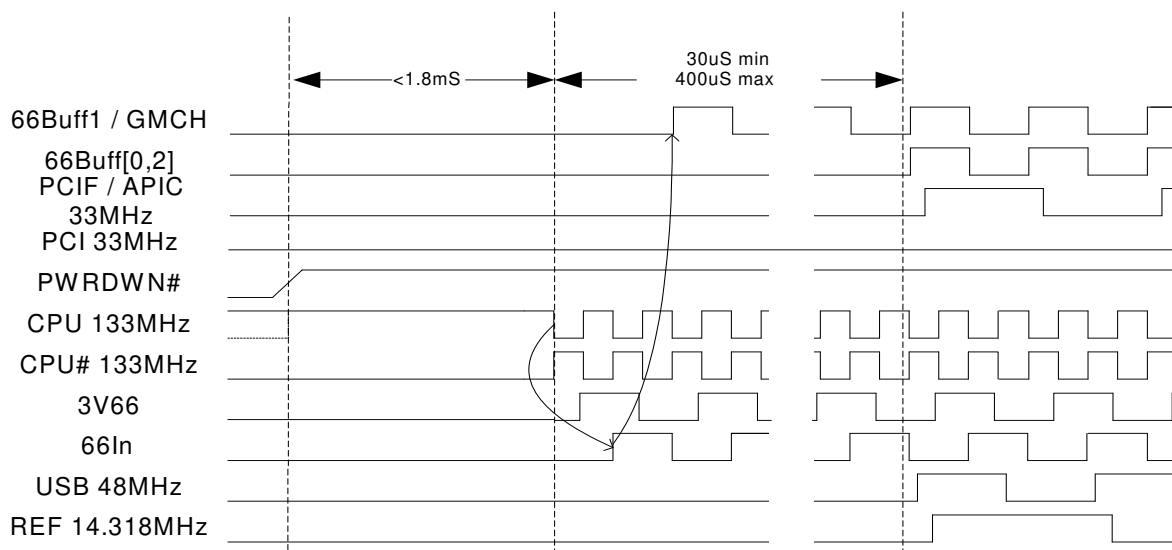 30uS min
<1.8mS
400uS max
66Buff1 / GMCH
66Buff[0,2]
PCIF / APIC
33MHz
PCI 33MHz
PWRDWN#
CPU 133MHz
CPU# 133MHz
3V66
66In
USB 48MHz
REF 14.318MHz